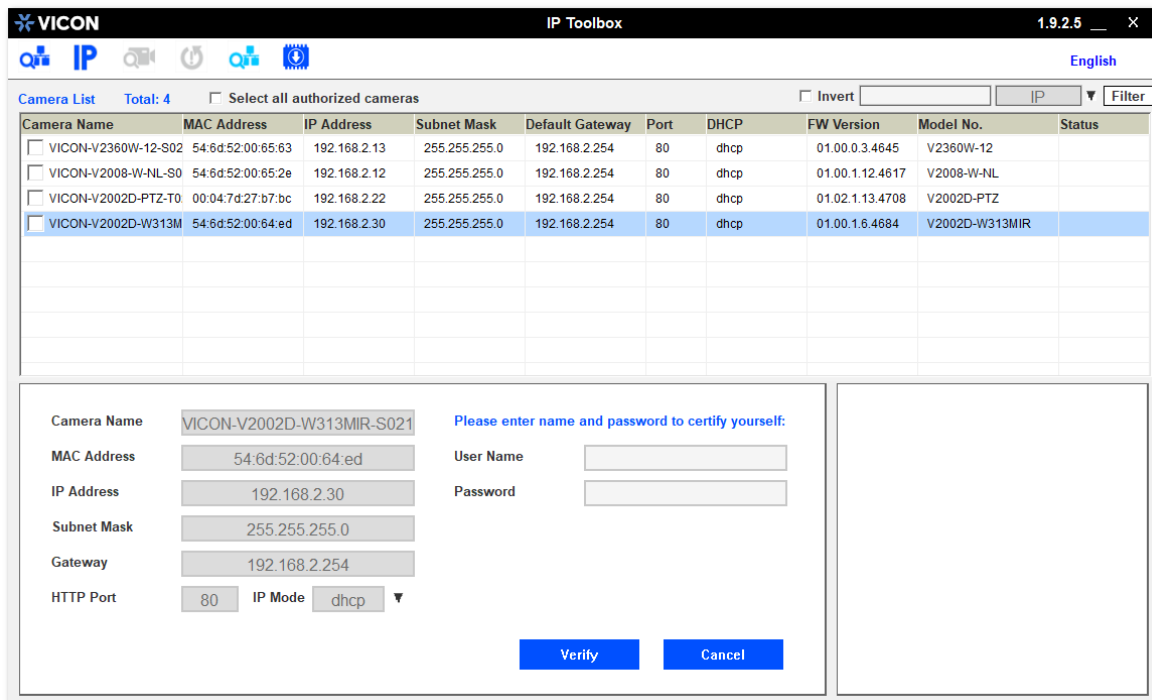 VICON IP Toolbox 1.9.2.5 __ X
IP
English
Camera List Total: 4 Select all authorized cameras Invert IP ▼ Filter
Camera Name MAC Address IP Address Subnet Mask Default Gateway Port DHCP FW Version Model No. Status
VICON-V2360W-12-S02 54:6d:52:00:65:63 192.168.2.13 255.255.255.0 192.168.2.254 80 dhcp 01.00.0.3.4645 V2360W-12
VICON-V2008-W-NL-S0 54:6d:52:00:65:2e 192.168.2.12 255.255.255.0 192.168.2.254 80 dhcp 01.00.1.12.4617 V2008-W-NL
VICON-V2002D-PTZ-T0 00:04:7d:27:b7:bc 192.168.2.22 255.255.255.0 192.168.2.254 80 dhcp 01.02.1.13.4708 V2002D-PTZ
VICON-V2002D-W313M 54:6d:52:00:64:ed 192.168.2.30 255.255.255.0 192.168.2.254 80 dhcp 01.00.1.6.4684 V2002D-W313MIR
Camera Name VICON-V2002D-W313MIR-S021
MAC Address 54:6d:52:00:64:ed
IP Address 192.168.2.30
Subnet Mask 255.255.255.0
Gateway 192.168.2.254
HTTP Port 80 IP Mode dhcp ▼
Please enter name and password to certify yourself:
User Name
Password
Verify Cancel